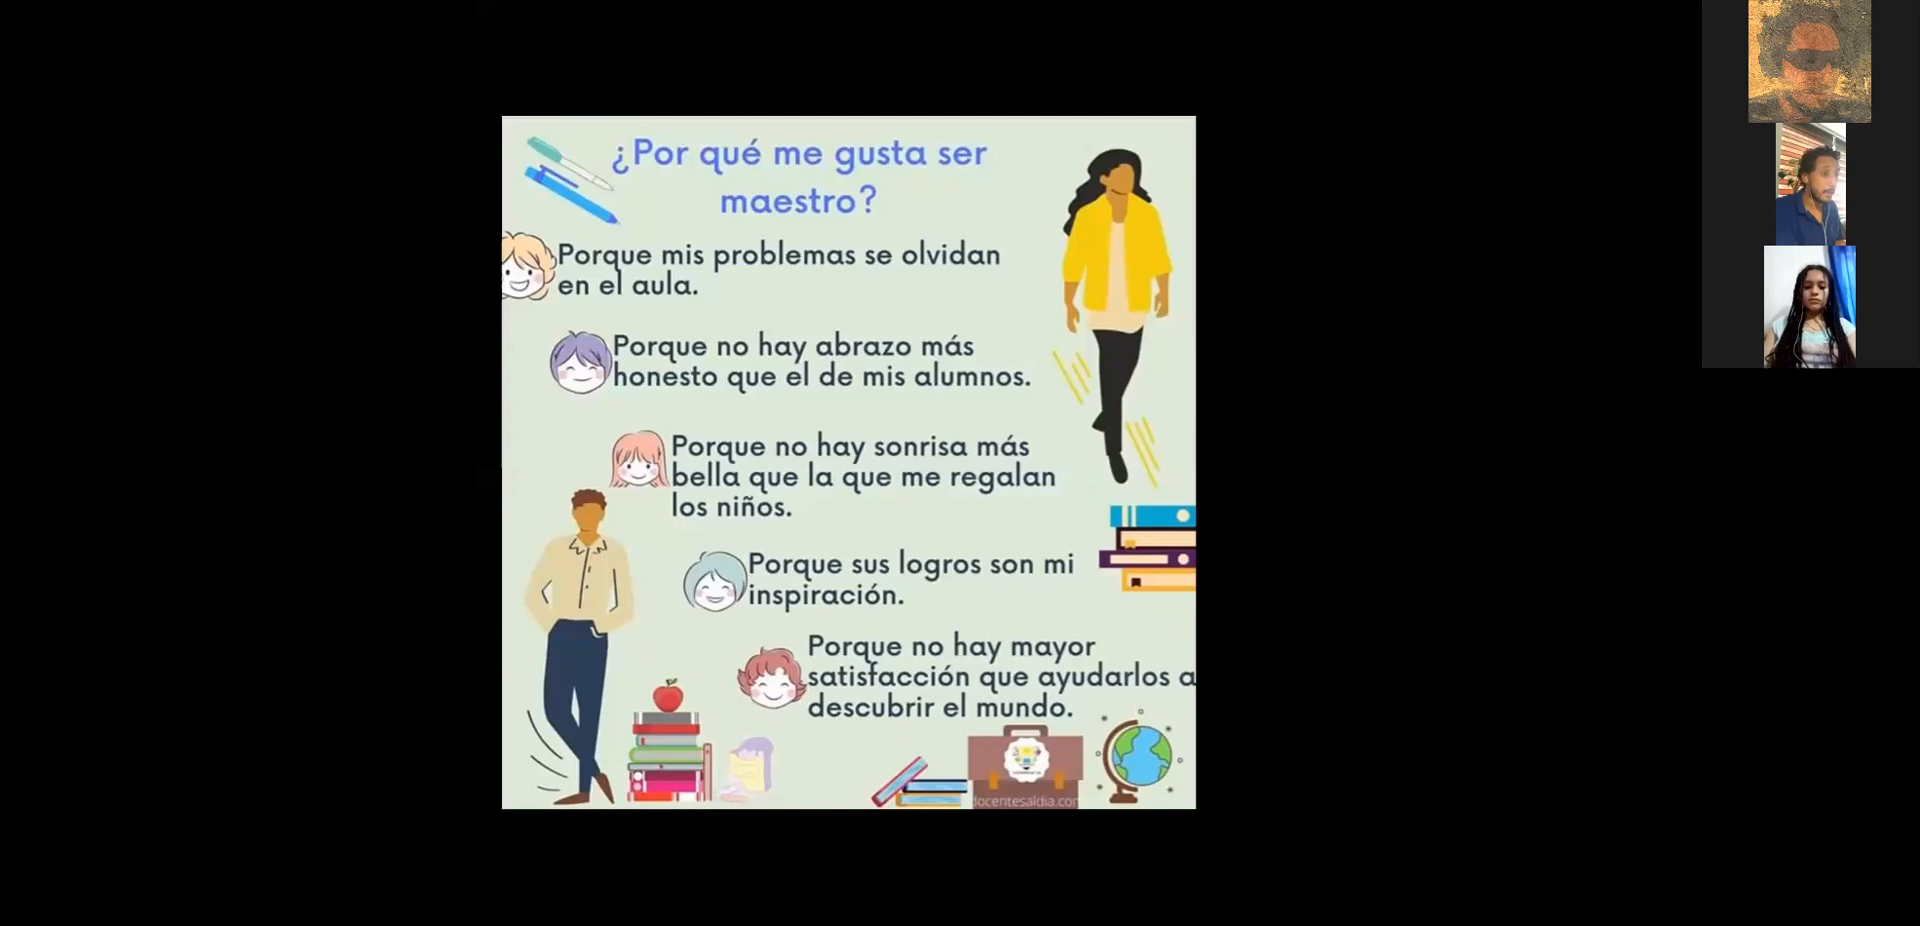 ¿Por qué me gusta ser
maestro?
Porque mis problemas se olvidan
en el aula.
Porque no hay abrazo más
honesto que el de mis alumnos.
Porque no hay sonrisa más
bella que la que me regalan
los niños.
Porque sus logros son mi
inspiración.
Porque no hay mayor
satisfacción que ayudarlos a
descubrir el mundo.
docentesaldia.com